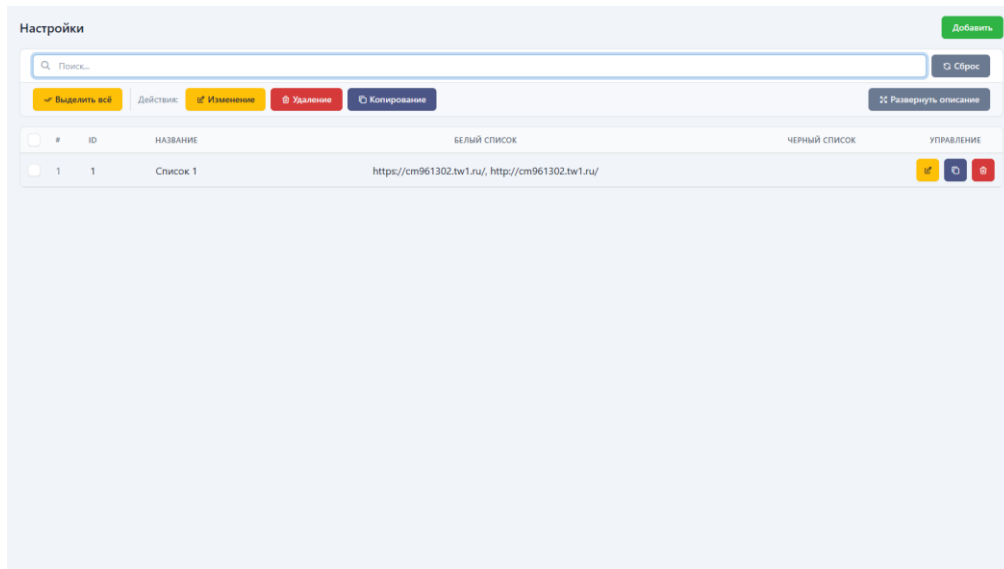 Настройки
Добавить
Поиск...
Сброс
Выделить всё Действия: Изменение Удаление Копирование Развернуть описание
# ID НАЗВАНИЕ БЕЛЫЙ СПИСОК ЧЕРНЫЙ СПИСОК УПРАВЛЕНИЕ
1 1 Список 1 https://cm961302.tw1.ru/, http://cm961302.tw1.ru/